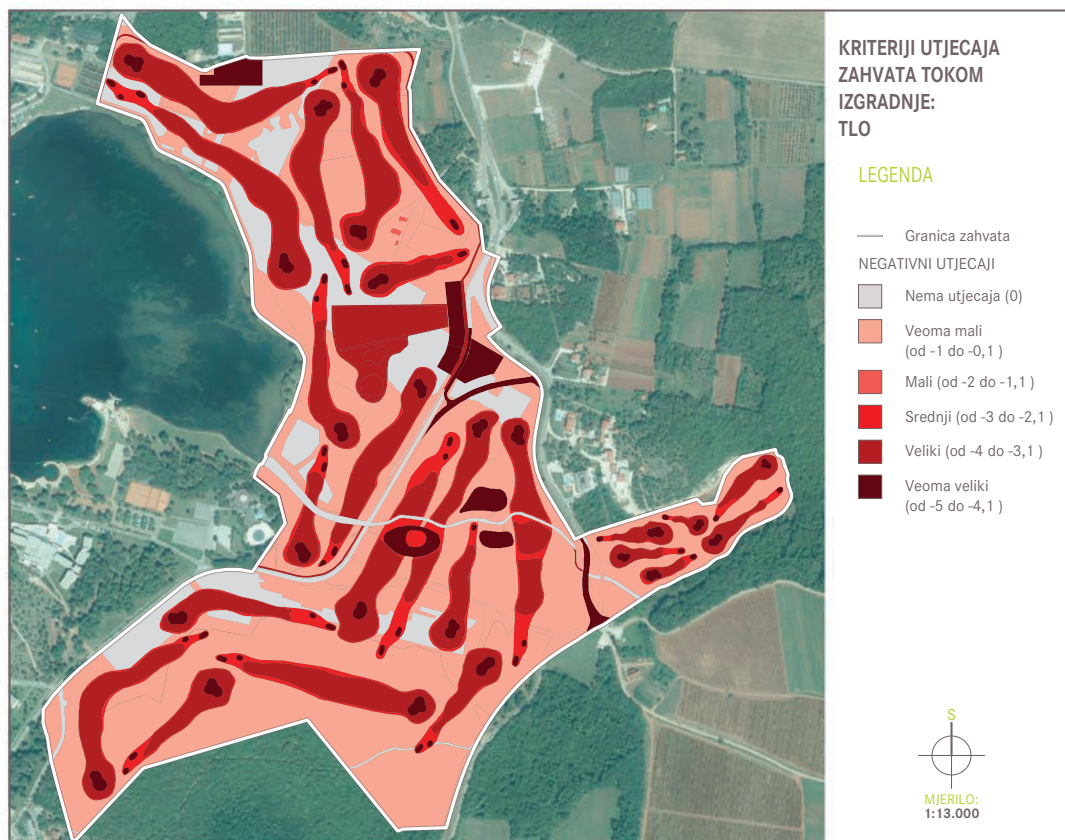 KRITERIJI UTJECAJA
ZAHVATA TOKOM
IZGRADNJE:
TLO
LEGENDA
Granica zahvata
NEGATIVNI UTJECAJI
Nema utjecaja (0)
Veoma mali
(od -1 do -0,1 )
Mali (od -2 do -1,1 )
Srednji (od -3 do -2,1 )
Veliki (od -4 do -3,1 )
Veoma veliki
(od -5 do -4,1 )
S
MJERILO:
1:13.000